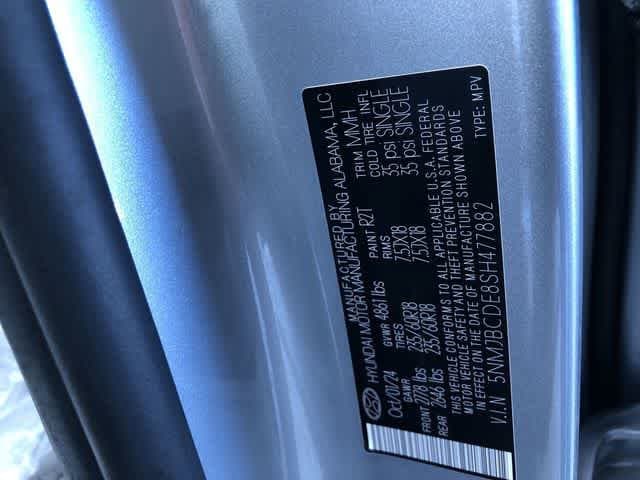 MANUFACTURED BY
HYUNDAI MOTOR MANUFACTURING ALABAMA, LLC
Oct/01/24 GVWR 4861 lbs PAINT R2T TRIM MMH
GAWR TIRES RIMS COLD TIRE INFL
FRONT 2778 lbs 235/60R18 7.5JX18 35 psi SINGLE
REAR 2646 lbs 235/60R18 7.5JX18 35 psi SINGLE
THIS VEHICLE CONFORMS TO ALL APPLICABLE U.S.A. FEDERAL
MOTOR VEHICLE SAFETY AND THEFT PREVENTION STANDARDS
IN EFFECT ON THE DATE OF MANUFACTURE SHOWN ABOVE
V.I.N 5NMJBCDE8SH477882 TYPE: MPV